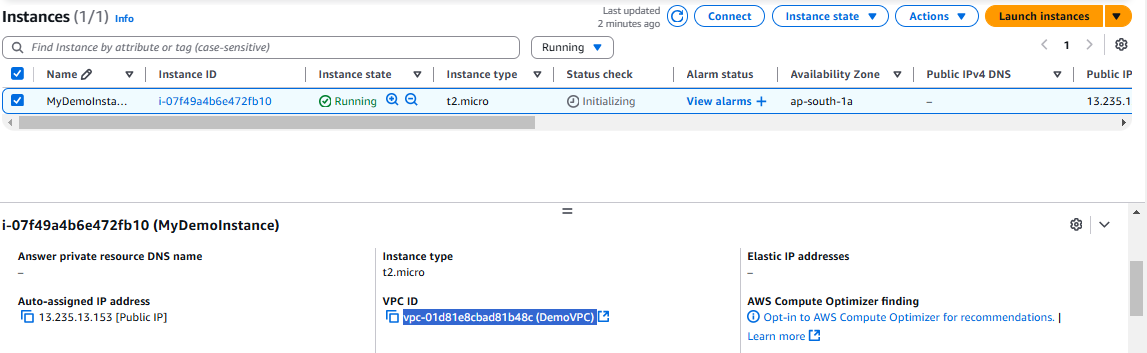 Instances (1/1) Info
Last updated
2 minutes ago
Connect
Instance state
Actions
Launch instances
Find Instance by attribute or tag (case-sensitive)
Running
1
Name Instance ID Instance state Instance type Status check Alarm status Availability Zone Public IPv4 DNS Public IP
MyDemoInsta... i-07f49a4b6e472fb10 Running t2.micro Initializing View alarms + ap-south-1a – 13.235.1
i-07f49a4b6e472fb10 (MyDemoInstance)
Answer private resource DNS name
–
Instance type
t2.micro
Elastic IP addresses
–
Auto-assigned IP address
13.235.13.153 [Public IP]
VPC ID
vpc-01d81e8cbad81b48c (DemoVPC)
AWS Compute Optimizer finding
Opt-in to AWS Compute Optimizer for recommendations. |
Learn more